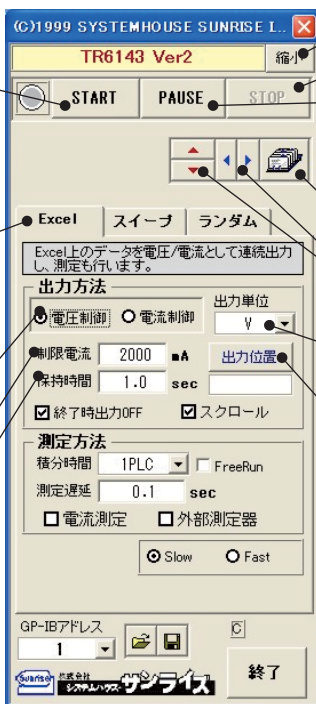 (C)1999 SYSTEMHOUSE SUNRISE I..
TR6143 Ver2
縮小
START PAUSE STOP
Excel スイープ ランダム
Excel上のデータを電圧/電流として連続出力
し、測定も行います。
出力方法
出力単位
電圧制御 電流制御 V
制限電流 2000 mA 出力位置
保持時間 1.0 sec
終了時出力OFF スクロール
測定方法
積分時間 1PLC FreeRun
測定遅延 0.1 sec
電流測定 外部測定器
Slow Fast
GP-IBアドレス C
1
Sunrise 株式会社 システムハウス サンライズ
終了